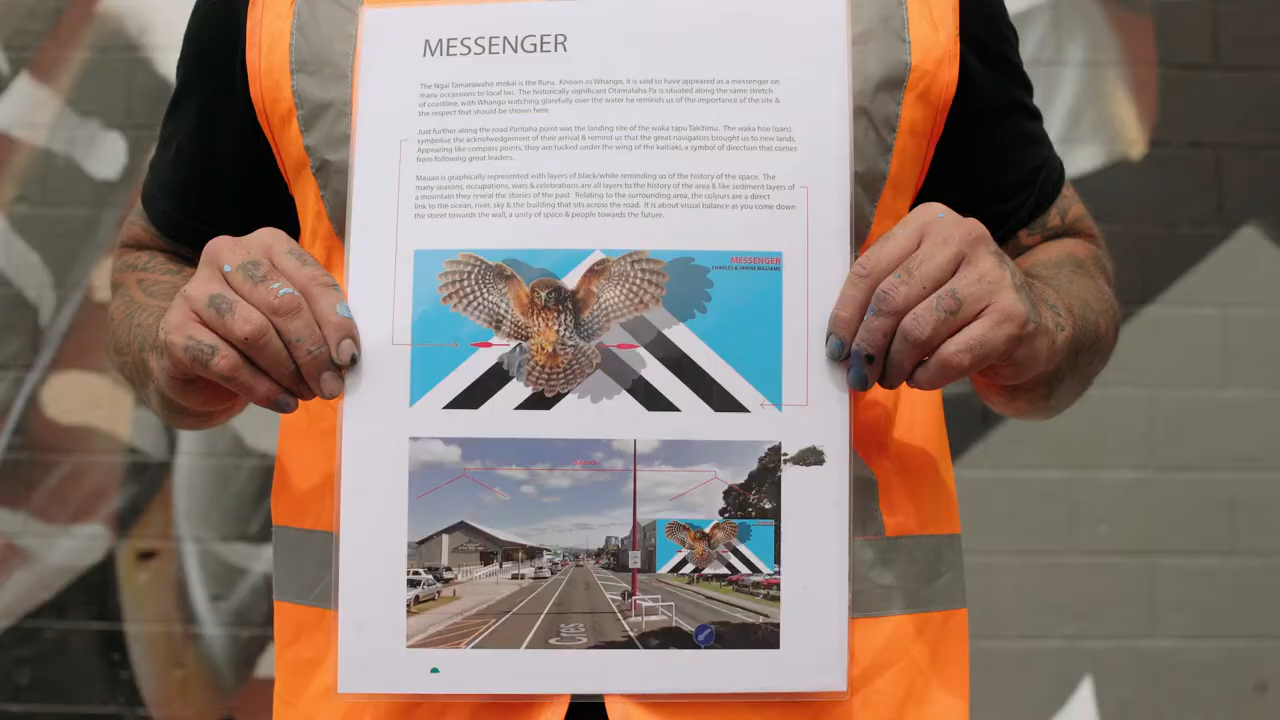 MESSENGER
The Ngai Tamarawaho mokai is the Ruru. Known as Whango, it is said to have appeared as a messenger on
many occassions to local Iwi. The historically significant Otamataha Pa is situated along the same stretch
of coastline, with Whango watching glarefully over the water he reminds us of the importance of the site &
the respect that should be shown here.
Just further along the road Paritaha point was the landing site of the waka tapu Takitimu. The waka hoe (oars)
symbolise the acknolwedgement of their arrival & remind us that the great navigators brought us to new lands.
Appearing like compass points, they are tucked under the wing of the kaitiaki, a symbol of direction that comes
from following great leaders.
Mauao is graphically represented with layers of black/white reminding us of the history of the space. The
many seasons, occupations, wars & celebrations are all layers to the history of the area & like sediment layers of
a mountain they reveal the stories of the past. Relating to the surrounding area, the colours are a direct
link to the ocean, river, sky & the building that sits across the road. It is about visual balance as you come down
the street towards the wall, a unity of space & people towards the future.
MESSENGER
CHARLES & JANINE WILLIAMS
Cres